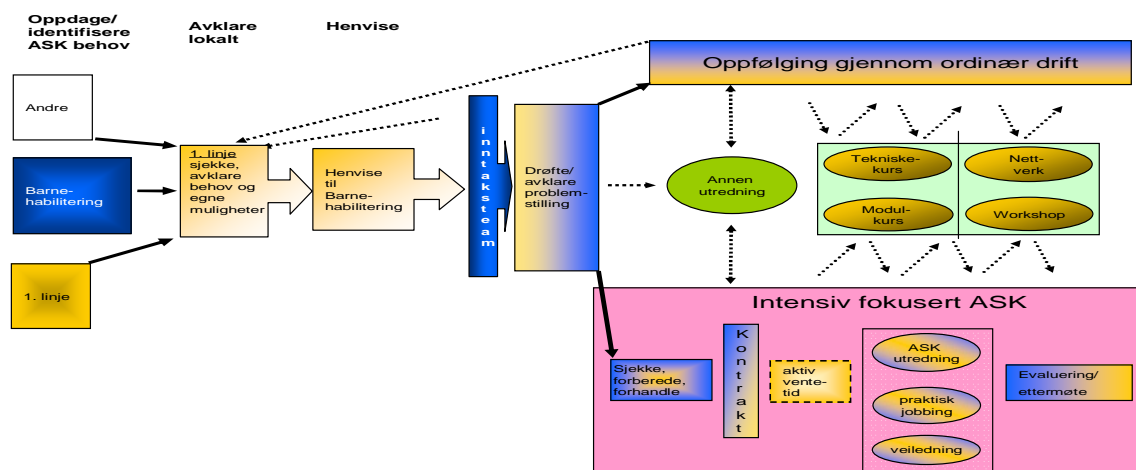 Oppdage/
identifisere
ASK behov
Avklare
lokalt
Henvise
Andre
Barne-
habilitering
1. linje
1. linje
sjekke,
avklare
behov og
egne
muligheter
Henvise
til
Barne-
habilitering
inntaksteam
Drøfte/
avklare
problem-
stilling
Oppfølging gjennom ordinær drift
Annen
utredning
Tekniske-
kurs
Nett-
verk
Modul-
kurs
Workshop
Intensiv fokusert ASK
Sjekke,
forberede,
forhandle
Kontrakt
aktiv
vente-
tid
ASK
utredning
praktisk
jobbing
veiledning
Evaluering/
ettermøte